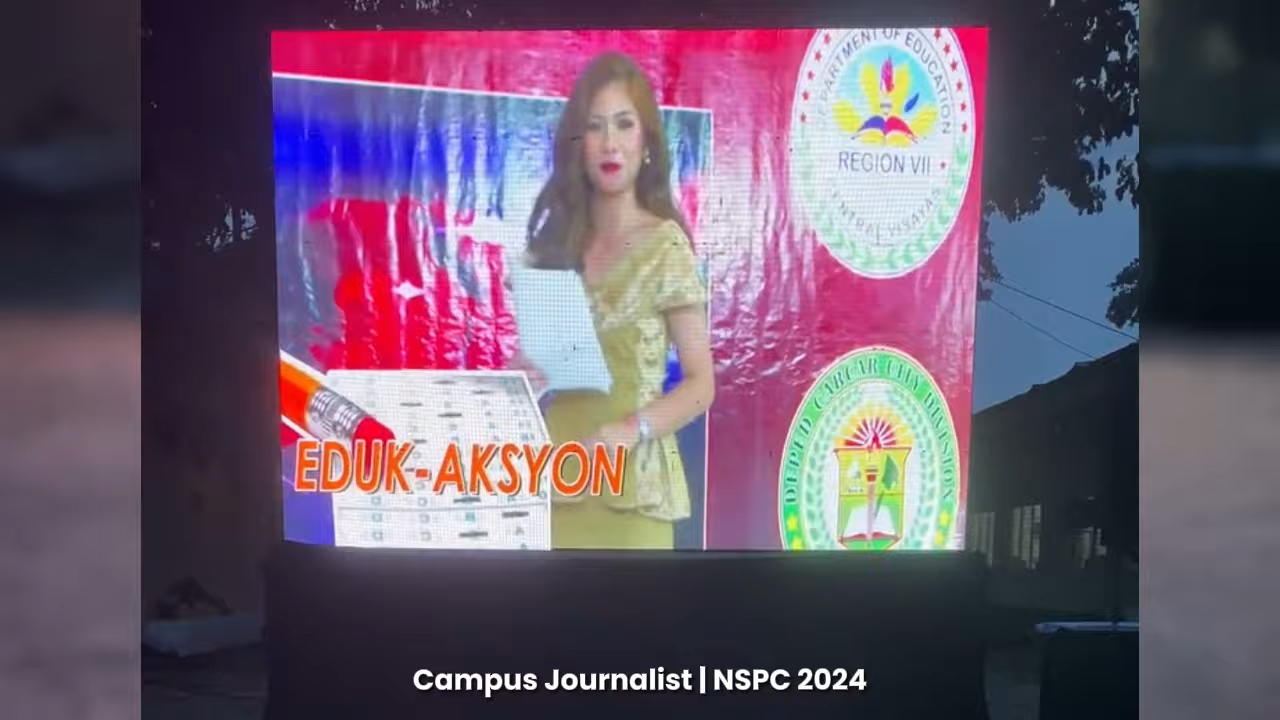 DEPARTMENT OF EDUCATION
REGION VII
CENTRAL VISAYAS
DEPED CARCAR CITY DIVISION
EDUK-AKSYON
Campus Journalist | NSPC 2024